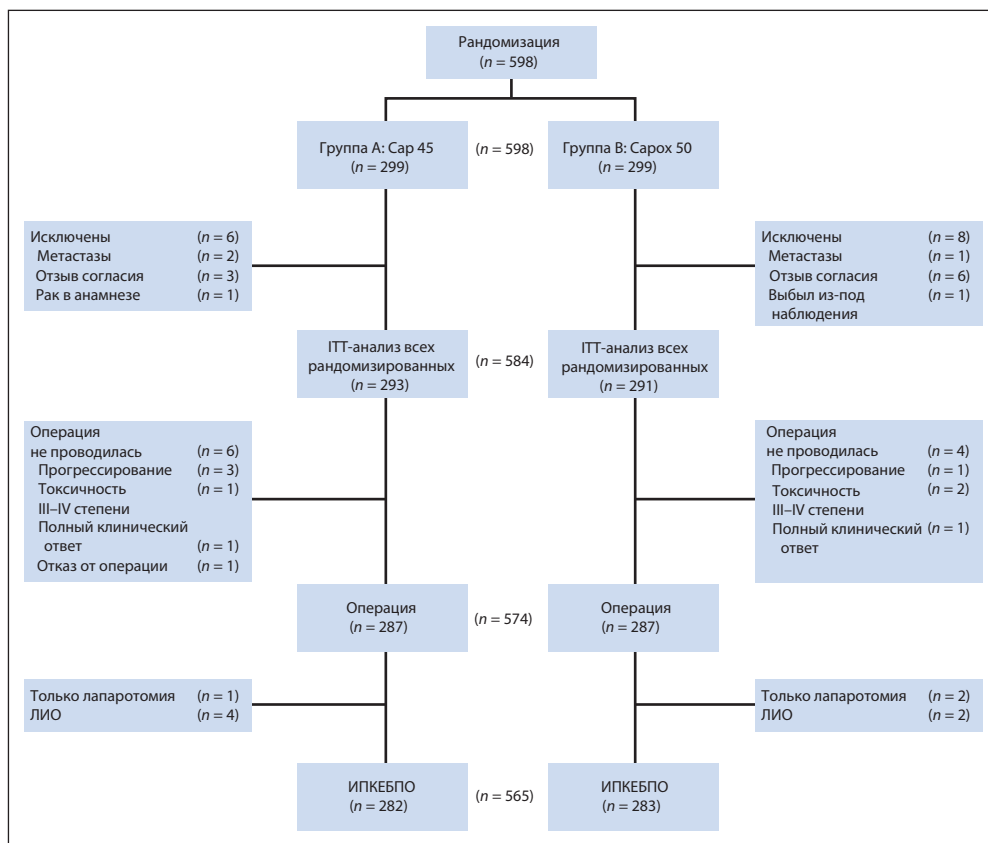 Рандомизация
(n = 598)
Группа А: Cap 45
(n = 299)
(n = 598)
Группа В: Capox 50
(n = 299)
Исключены (n = 6)
Метастазы (n = 2)
Отзыв согласия (n = 3)
Рак в анамнезе (n = 1)
Исключены (n = 8)
Метастазы (n = 1)
Отзыв согласия (n = 6)
Выбыл из-под (n = 1)
наблюдения
ITT-анализ всех
рандомизированных
(n = 293)
(n = 584)
ITT-анализ всех
рандомизированных
(n = 291)
Операция
не проводилась (n = 6)
Прогрессирование (n = 3)
Токсичность (n = 1)
III–IV степени
Полный клинический
ответ (n = 1)
Отказ от операции (n = 1)
Операция
не проводилась (n = 4)
Прогрессирование (n = 1)
Токсичность (n = 2)
III–IV степени
Полный клинический (n = 1)
ответ
Операция
(n = 287)
(n = 574)
Операция
(n = 287)
Только лапаротомия (n = 1)
ЛИО (n = 4)
Только лапаротомия (n = 2)
ЛИО (n = 2)
ИПКЕБПО
(n = 282)
(n = 565)
ИПКЕБПО
(n = 283)